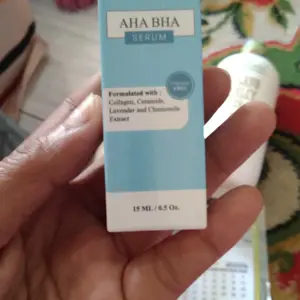 AHA BHA
SERUM
Formulated with :
Collagen, Ceramide,
Lavender and Chamomile
Extract
15 ML / 0.5 Oz.